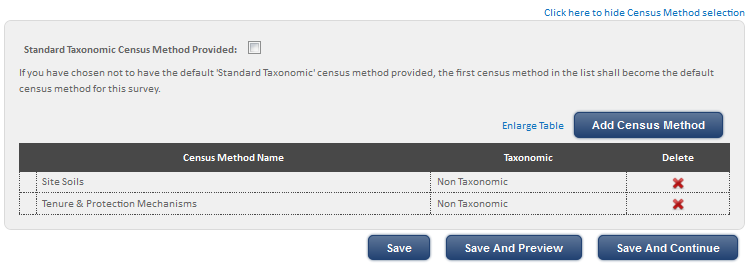 Click here to hide Census Method selection
Standard Taxonomic Census Method Provided:
If you have chosen not to have the default 'Standard Taxonomic' census method provided, the first census method in the list shall become the default
census method for this survey.
Enlarge Table Add Census Method
Census Method Name Taxonomic Delete
Site Soils Non Taxonomic
Tenure & Protection Mechanisms Non Taxonomic
Save Save And Preview Save And Continue